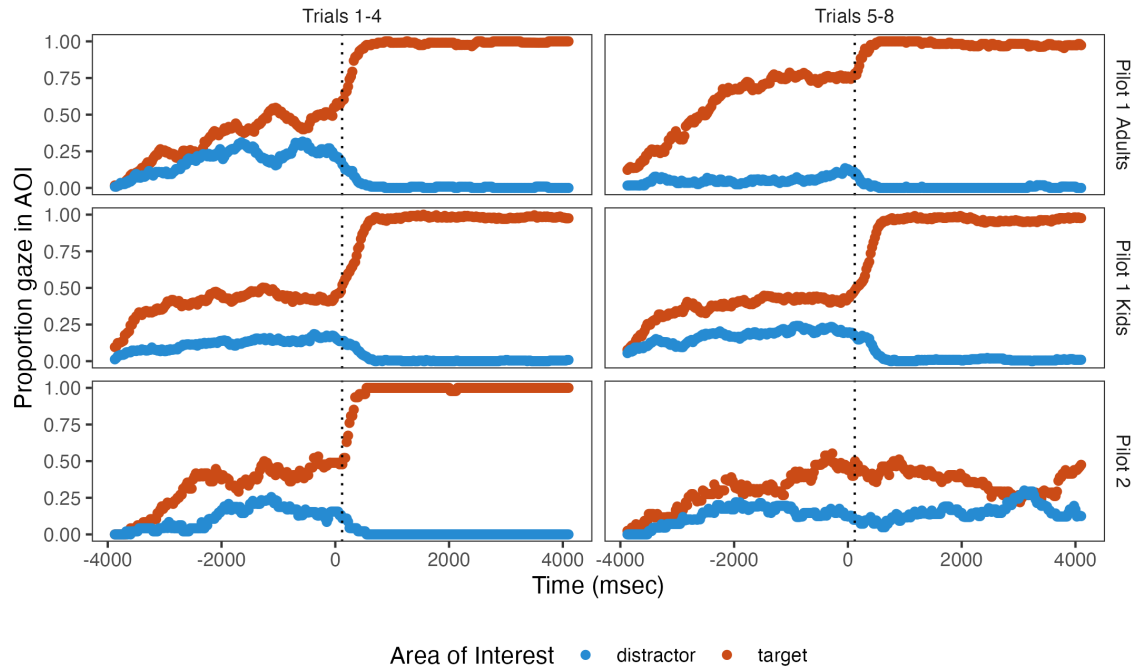 Trials 1-4
Trials 5-8
Proportion gaze in AOI
1.00
0.75
0.50
0.25
0.00
Pilot 1 Adults
1.00
0.75
0.50
0.25
0.00
Pilot 1 Kids
1.00
0.75
0.50
0.25
0.00
Pilot 2
-4000 -2000 0 2000 4000
-4000 -2000 0 2000 4000
Time (msec)
Area of Interest distractor target